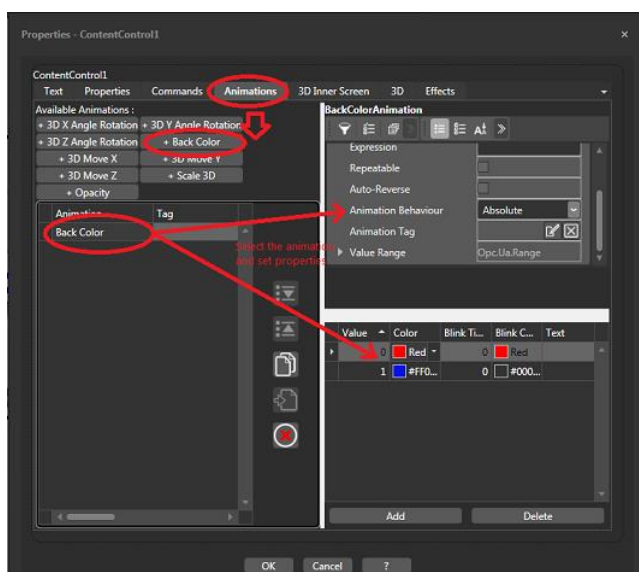 Properties - ContentControl1
ContentControl1
Text Properties Commands Animations 3D Inner Screen 3D Effects
Available Animations :
+ 3D X Angle Rotation + 3D Y Angle Rotation
+ 3D Z Angle Rotation + Back Color
+ 3D Move X + 3D Move Y
+ 3D Move Z + Scale 3D
+ Opacity
Animation Tag
Back Color
Select the animation
and set properties
BackColorAnimation
Expression
Repeatable
Auto-Reverse
Animation Behaviour Absolute
Animation Tag
Value Range Opc.Ua.Range
Value Color Blink Ti... Blink C... Text
0 Red 0 Red
1 #FF0... 0 #000...
Add Delete
OK Cancel ?